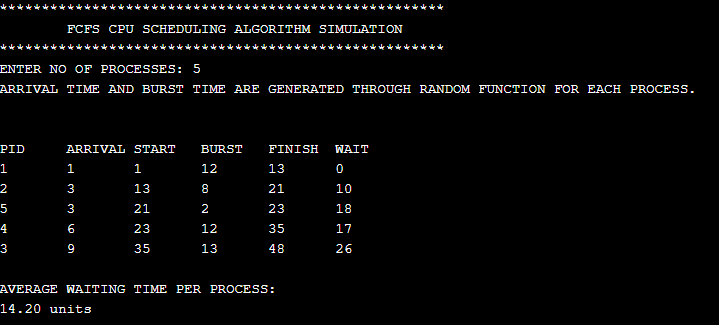 *****************************************************
FCFS CPU SCHEDULING ALGORITHM SIMULATION
*****************************************************
ENTER NO OF PROCESSES: 5
ARRIVAL TIME AND BURST TIME ARE GENERATED THROUGH RANDOM FUNCTION FOR EACH PROCESS.
PID ARRIVAL START BURST FINISH WAIT
1 1 1 12 13 0
2 3 13 8 21 10
5 3 21 2 23 18
4 6 23 12 35 17
3 9 35 13 48 26
AVERAGE WAITING TIME PER PROCESS:
14.20 units